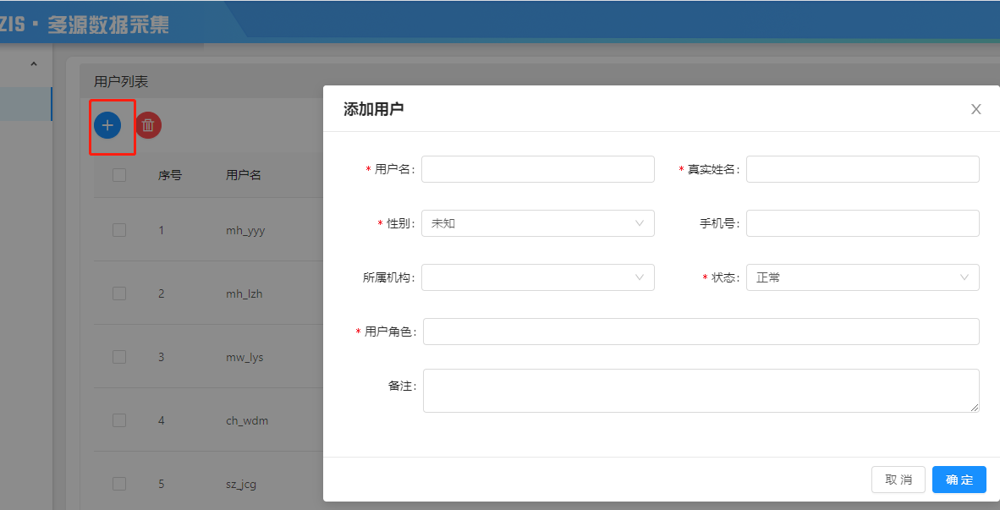 ZIS · 多源数据采集
用户列表
添加用户
* 用户名:
* 真实姓名:
序号 用户名
* 性别: 未知
手机号:
1 mh_yyy
所属机构:
* 状态: 正常
2 mh_lzh
* 用户角色:
3 mw_lys
备注:
4 ch_wdm
5 sz_jcg
取 消
确 定